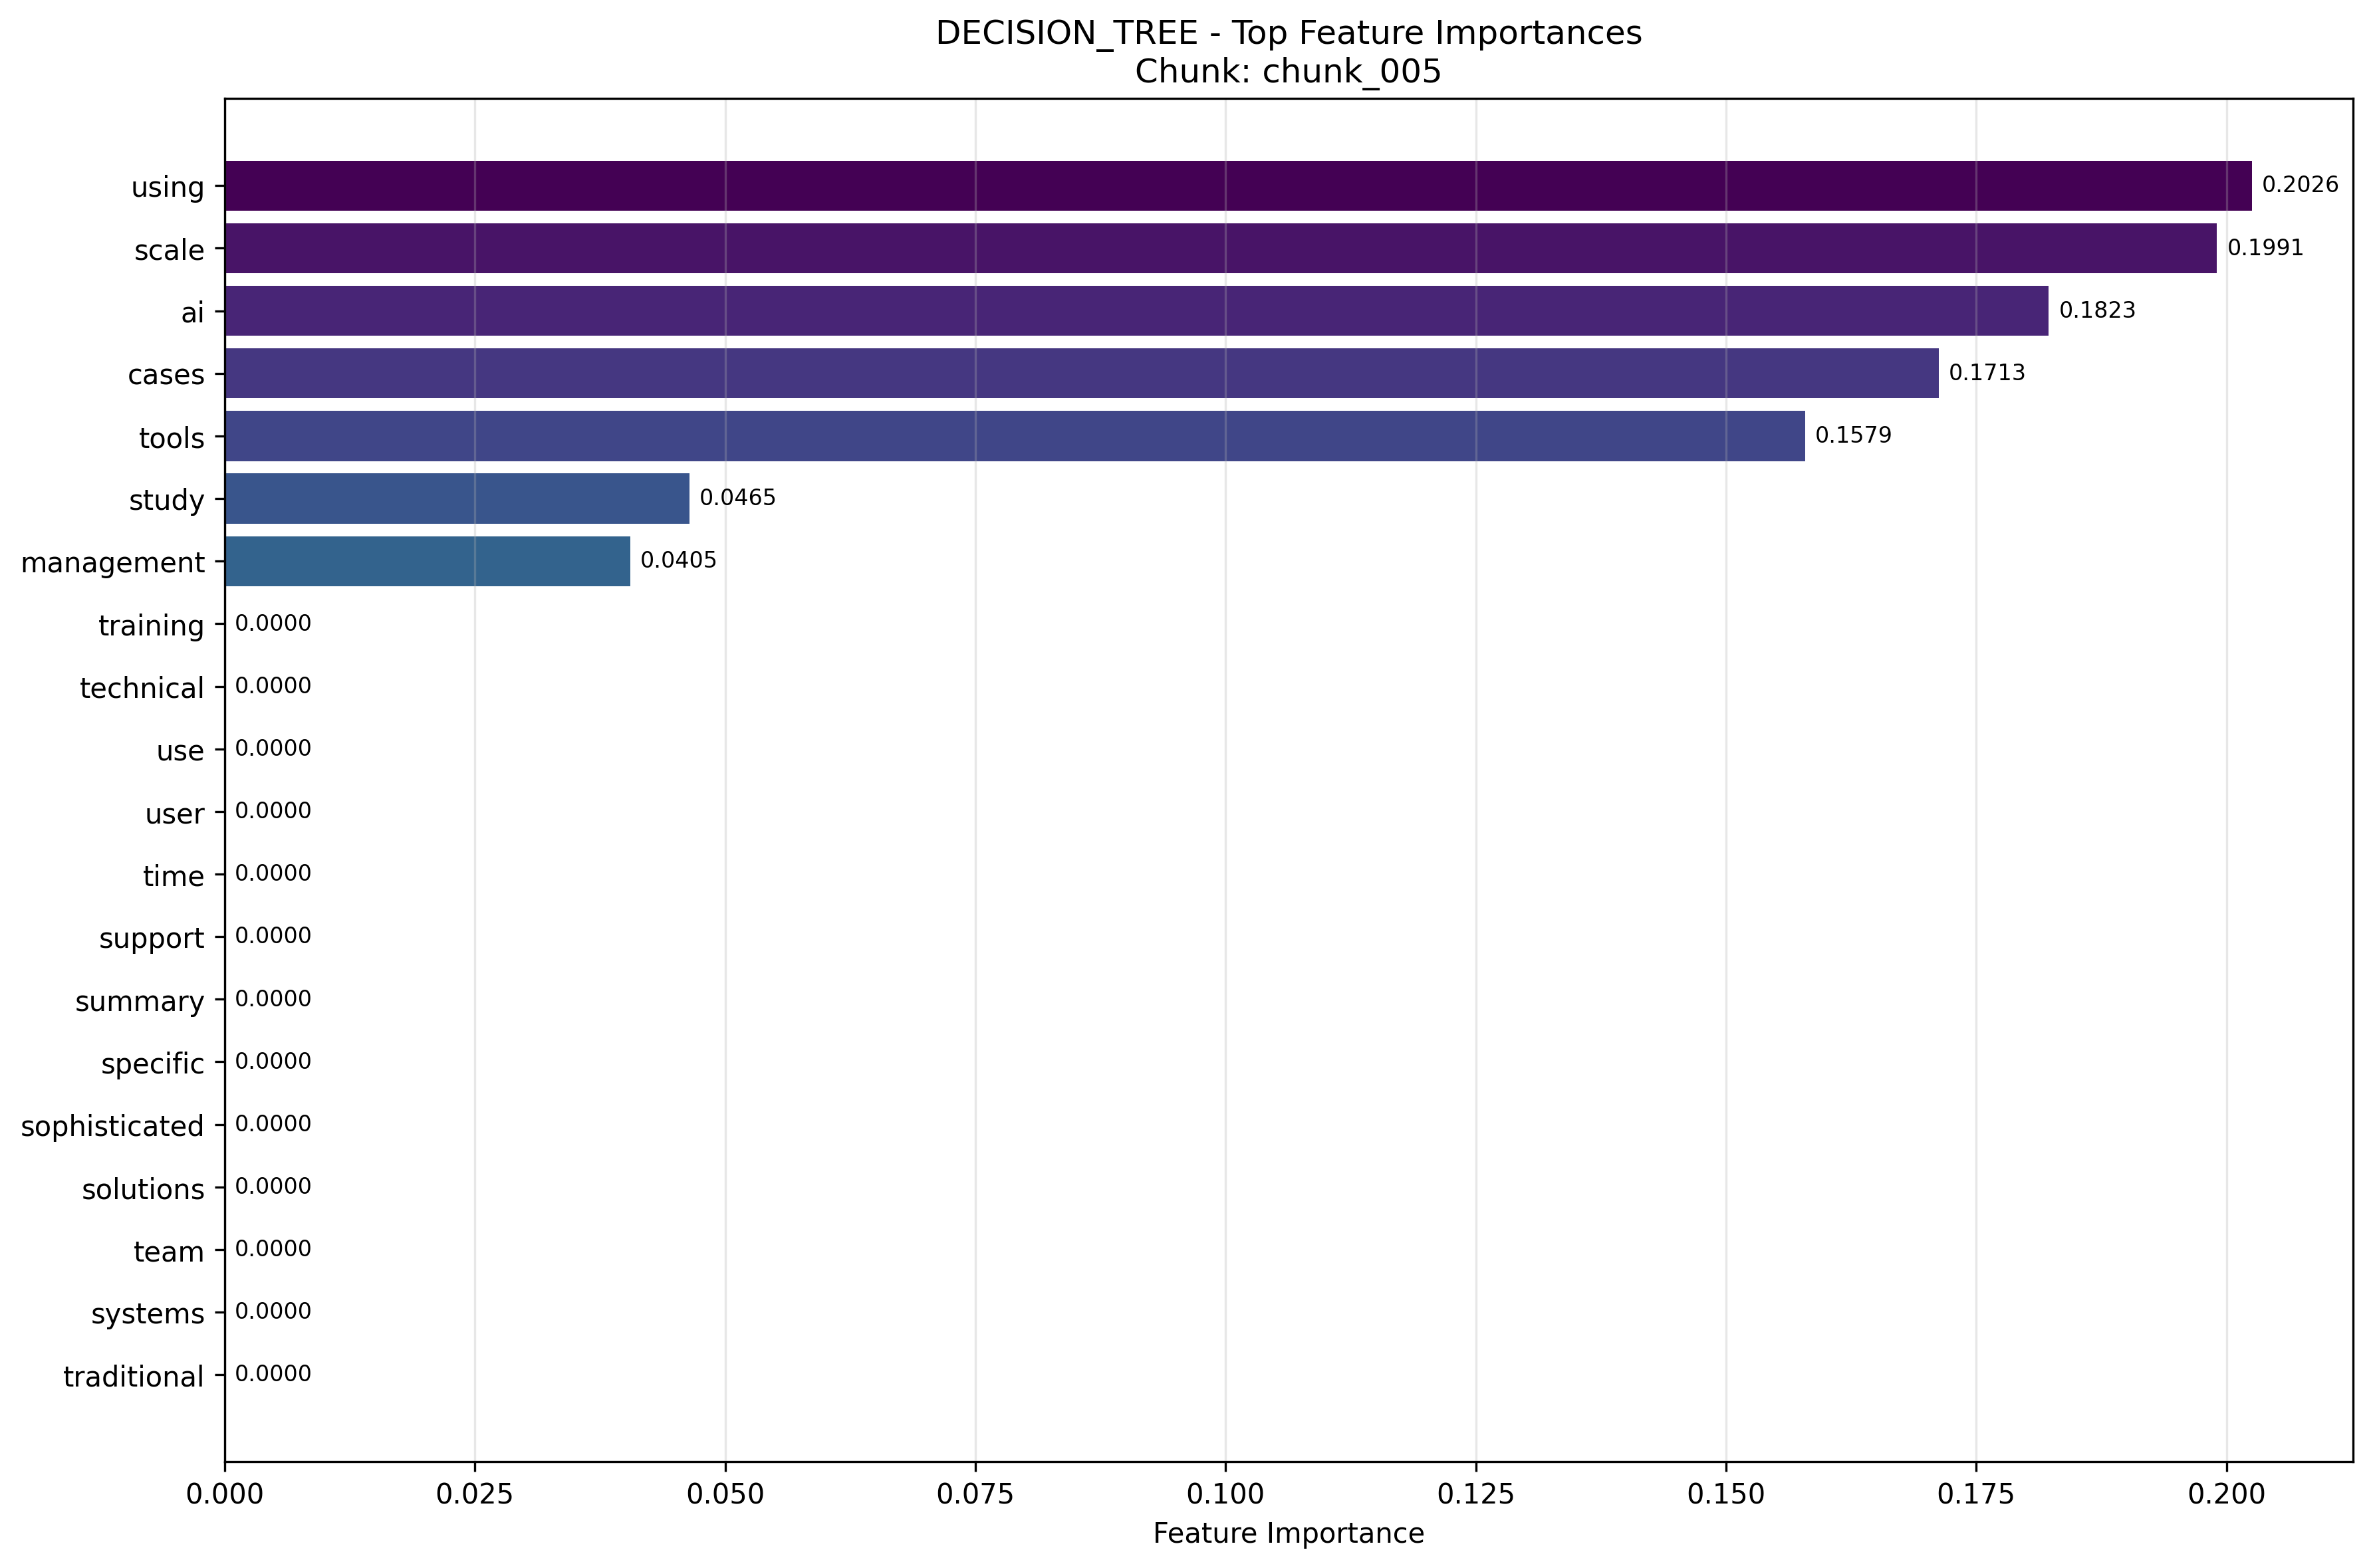 DECISION_TREE - Top Feature Importances
Chunk: chunk_005
using 0.2026
scale 0.1991
ai 0.1823
cases 0.1713
tools 0.1579
study 0.0465
management 0.0405
training 0.0000
technical 0.0000
use 0.0000
user 0.0000
time 0.0000
support 0.0000
summary 0.0000
specific 0.0000
sophisticated 0.0000
solutions 0.0000
team 0.0000
systems 0.0000
traditional 0.0000
0.000 0.025 0.050 0.075 0.100 0.125 0.150 0.175 0.200
Feature Importance